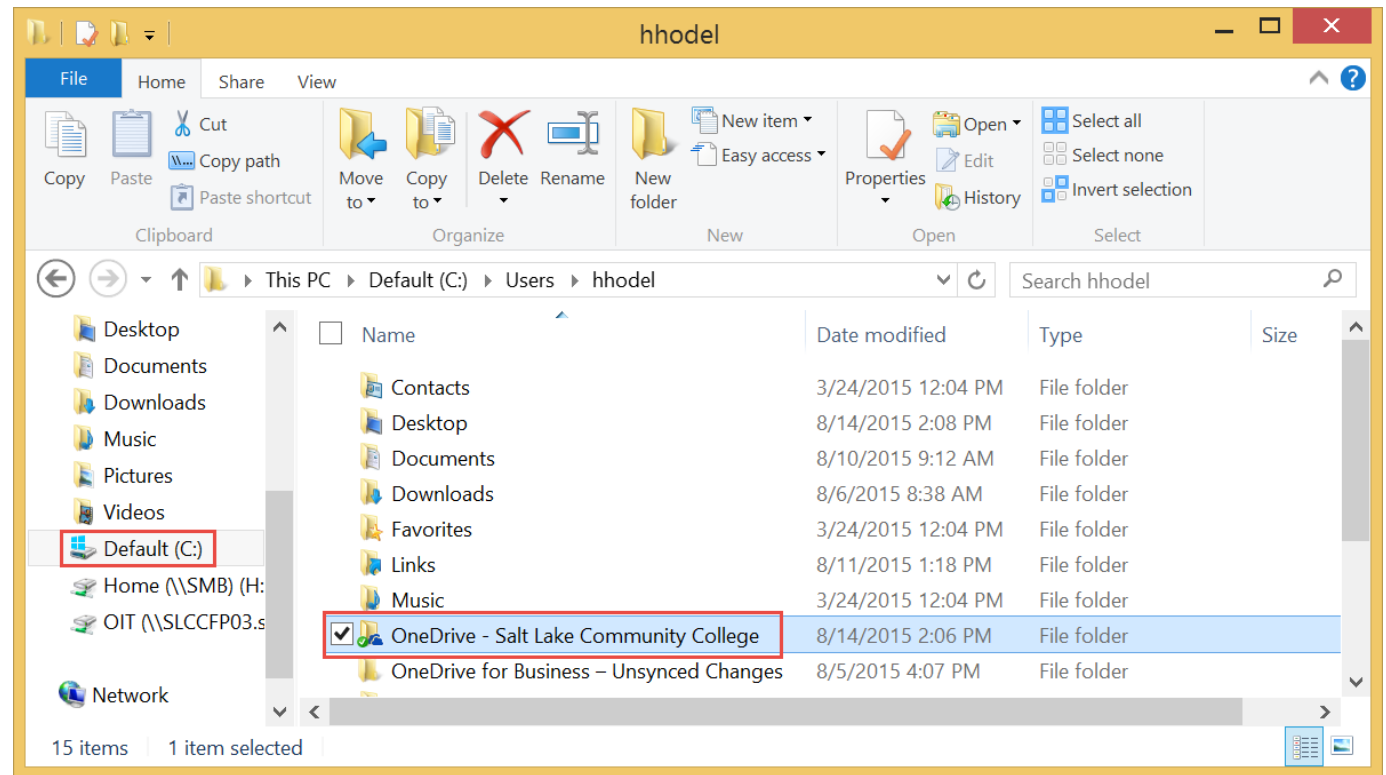 hhodel
File Home Share View
Copy
Paste
Cut
Copy path
Paste shortcut
Clipboard
Move to
Copy to
Delete
Rename
Organize
New folder
New item
Easy access
New
Properties
Open
Edit
History
Open
Select all
Select none
Invert selection
Select
This PC Default (C:) Users hhodel
Search hhodel
Desktop
Documents
Downloads
Music
Pictures
Videos
Default (C:)
Home (\\SMB) (H:
OIT (\\SLCCFP03.s
Network
Name Date modified Type Size
Contacts 3/24/2015 12:04 PM File folder
Desktop 8/14/2015 2:08 PM File folder
Documents 8/10/2015 9:12 AM File folder
Downloads 8/6/2015 8:38 AM File folder
Favorites 3/24/2015 12:04 PM File folder
Links 8/11/2015 1:18 PM File folder
Music 3/24/2015 12:04 PM File folder
OneDrive - Salt Lake Community College 8/14/2015 2:06 PM File folder
OneDrive for Business – Unsynced Changes 8/5/2015 4:07 PM File folder
15 items 1 item selected